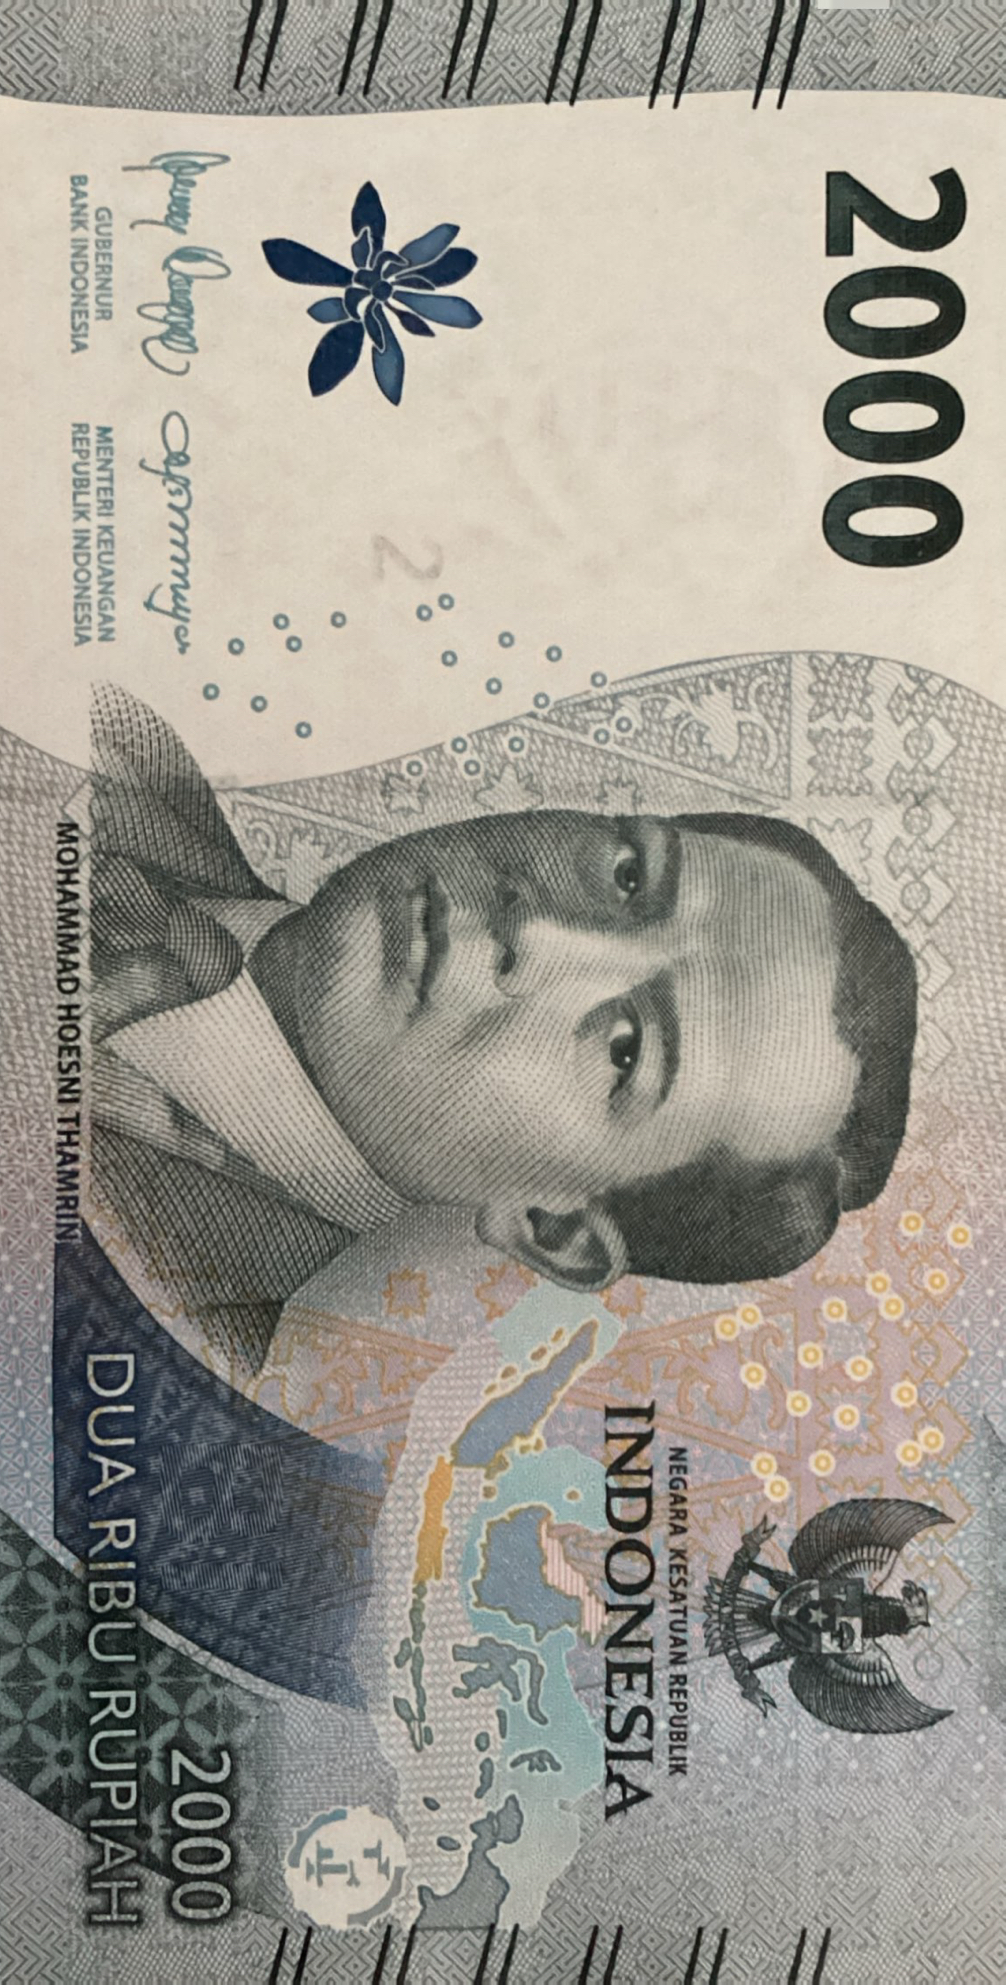 2000
GUBERNUR
BANK INDONESIA
MENTERI KEUANGAN
REPUBLIK INDONESIA
2
MOHAMMAD HOESNI THAMRIN
NEGARA KESATUAN REPUBLIK
INDONESIA
2000
DUA RIBU RUPIAH